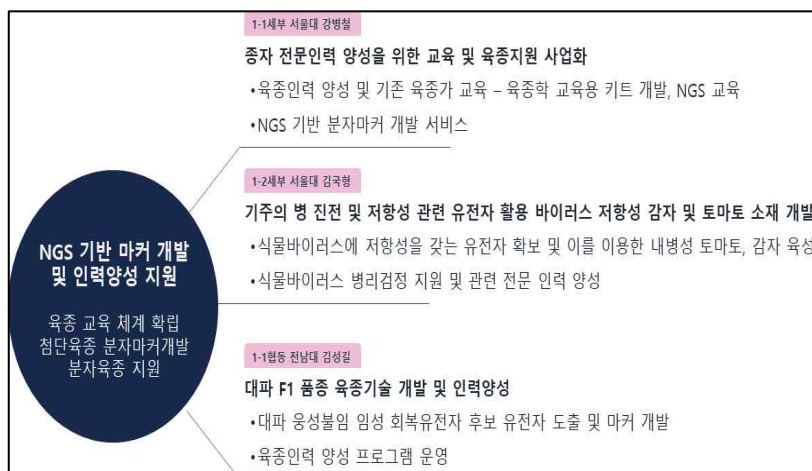 1-1세부 서울대 강병철
종자 전문인력 양성을 위한 교육 및 육종지원 사업화
•육종인력 양성 및 기존 육종가 교육 – 육종학 교육용 키트 개발, NGS 교육
•NGS 기반 분자마커 개발 서비스
1-2세부 서울대 김국형
기주의 병 진전 및 저항성 관련 유전자 활용 바이러스 저항성 감자 및 토마토 소재 개발
•식물바이러스에 저항성을 갖는 유전자 확보 및 이를 이용한 내병성 토마토, 감자 육성
•식물바이러스 병리검정 지원 및 관련 전문 인력 양성
NGS 기반 마커 개발
및 인력양성 지원
육종 교육 체계 확립
첨단육종 분자마커개발
분자육종 지원
1-1협동 전남대 김성길
대파 F1 품종 육종기술 개발 및 인력양성
•대파 웅성불임 임성 회복유전자 후보 유전자 도출 및 마커 개발
•육종인력 양성 프로그램 운영